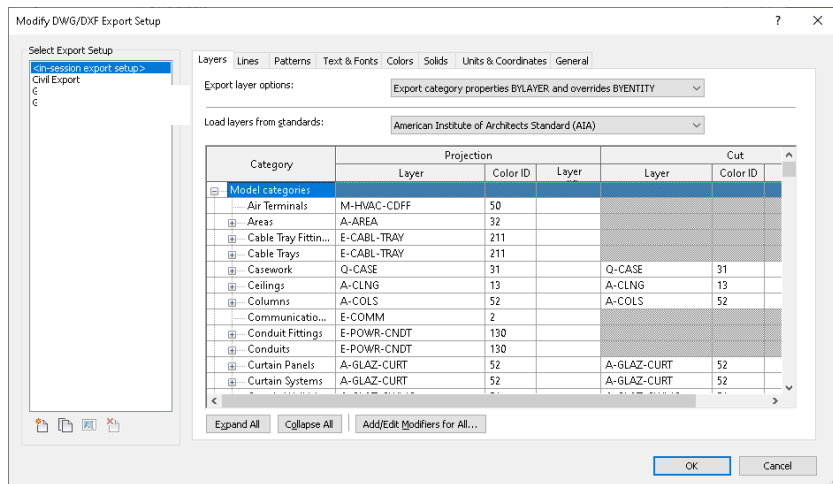 Modify DWG/DXF Export Setup
? X
Select Export Setup
<in-session export setup>
Civil Export
Layers Lines Patterns Text & Fonts Colors Solids Units & Coordinates General
Export layer options: Export category properties BYLAYER and overrides BYENTITY
Load layers from standards: American Institute of Architects Standard (AIA)
Category Projection Cut
Layer Color ID Layer Layer Color ID
Model categories
Air Terminals M-HVAC-CDFF 50
Areas A-AREA 32
Cable Tray Fittin... E-CABL-TRAY 211
Cable Trays E-CABL-TRAY 211
Casework Q-CASE 31 Q-CASE 31
Ceilings A-CLNG 13 A-CLNG 13
Columns A-COLS 52 A-COLS 52
Communicatio... E-COMM 2
Conduit Fittings E-POWR-CNDT 130
Conduits E-POWR-CNDT 130
Curtain Panels A-GLAZ-CURT 52 A-GLAZ-CURT 52
Curtain Systems A-GLAZ-CURT 52 A-GLAZ-CURT 52
Expand All Collapse All Add/Edit Modifiers for All...
OK Cancel